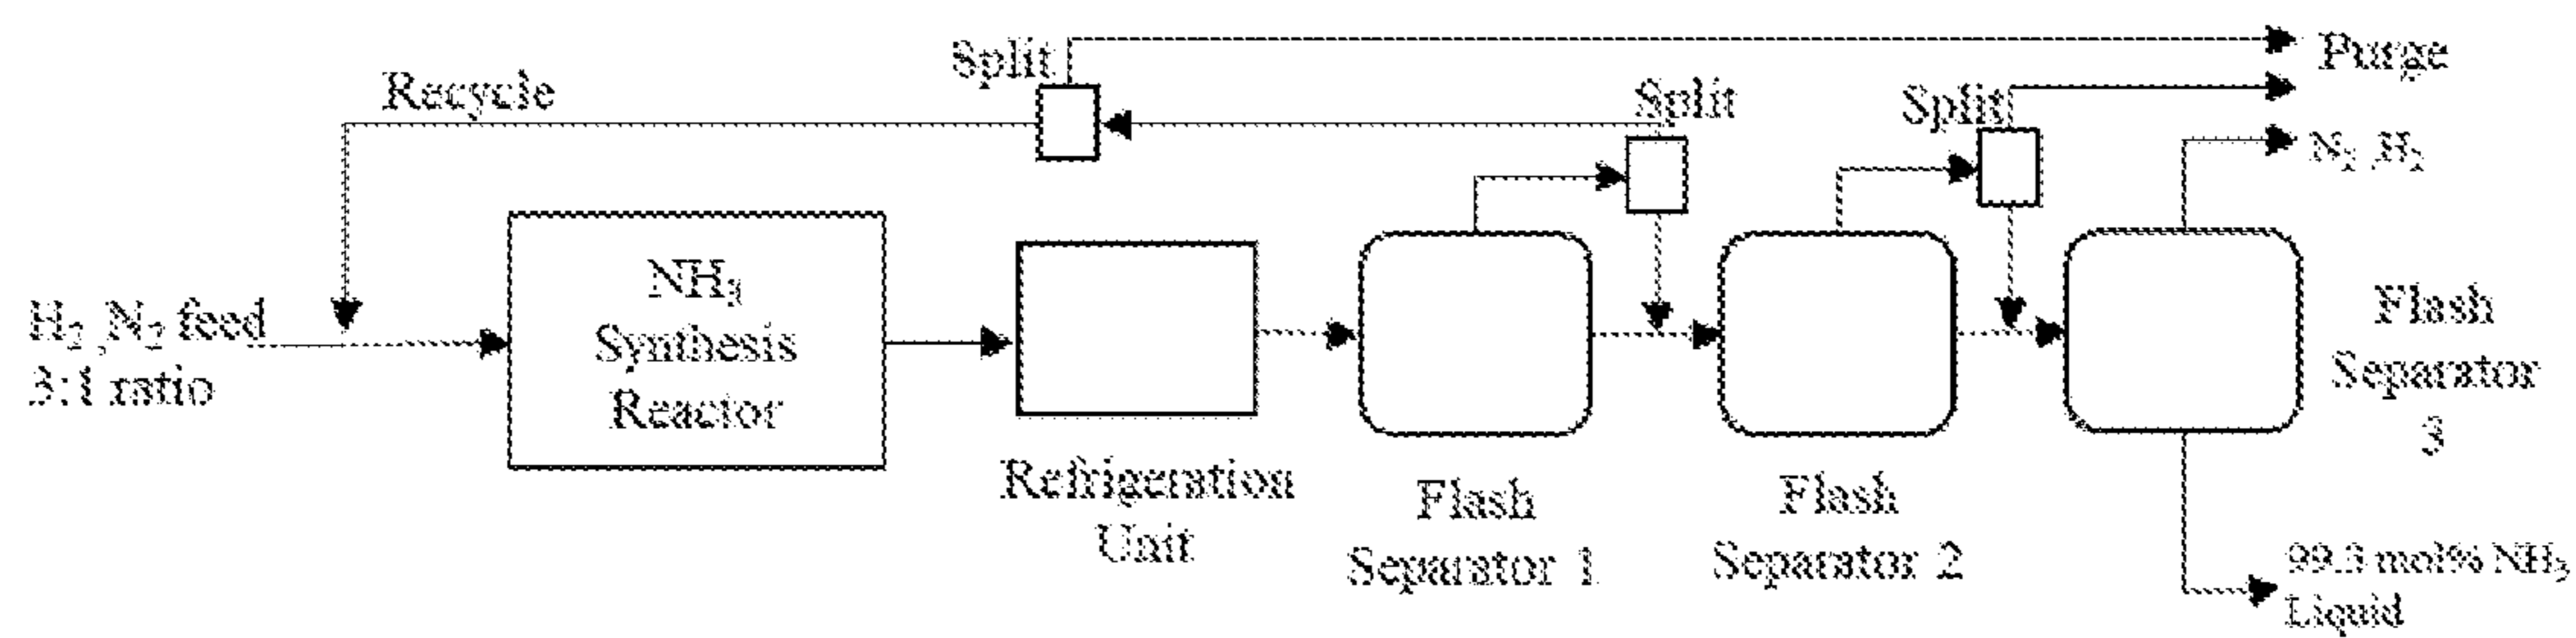 Split
Purge
Recycle
Split
Split
N₂ ,H₂
H₂ ,N₂ feed
3:1 ratio
NH₃
Synthesis
Reactor
Refrigeration
Unit
Flash
Separator 1
Flash
Separator 2
Flash
Separator
3
99.3 mol% NH₃
Liquid